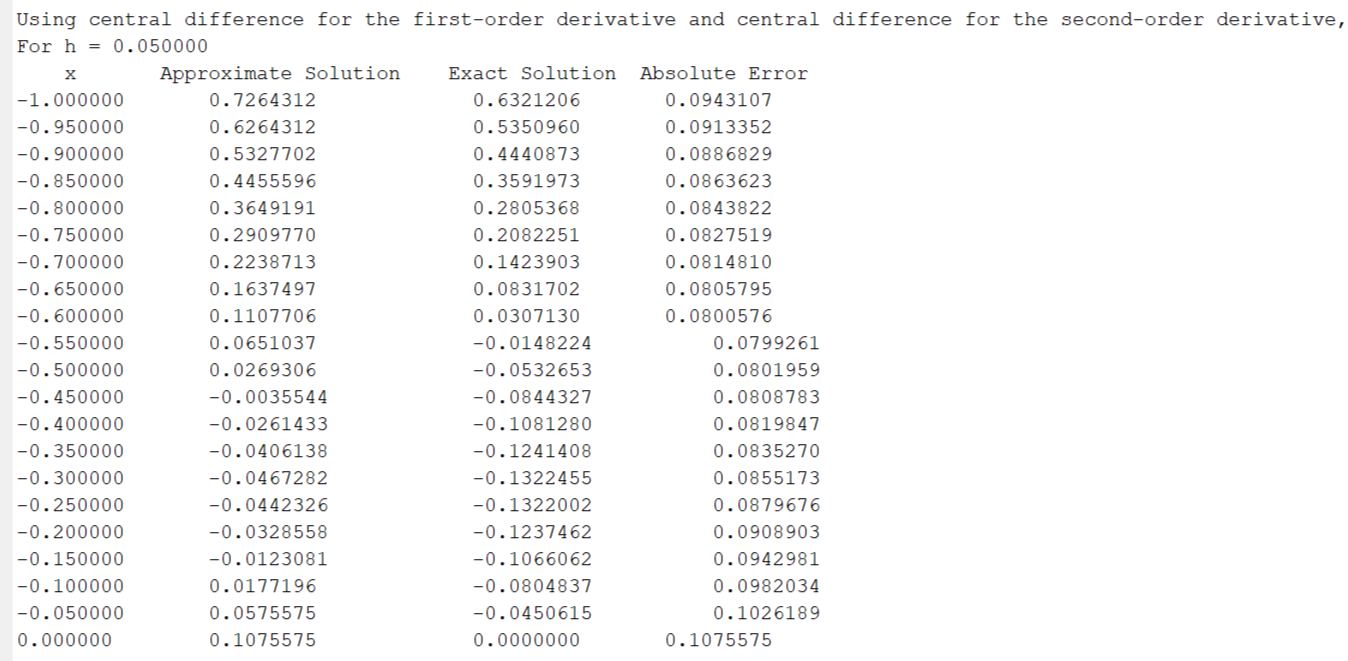 Using central difference for the first-order derivative and central difference for the second-order derivative,
For h = 0.050000
x Approximate Solution Exact Solution Absolute Error
-1.000000 0.7264312 0.6321206 0.0943107
-0.950000 0.6264312 0.5350960 0.0913352
-0.900000 0.5327702 0.4440873 0.0886829
-0.850000 0.4455596 0.3591973 0.0863623
-0.800000 0.3649191 0.2805368 0.0843822
-0.750000 0.2909770 0.2082251 0.0827519
-0.700000 0.2238713 0.1423903 0.0814810
-0.650000 0.1637497 0.0831702 0.0805795
-0.600000 0.1107706 0.0307130 0.0800576
-0.550000 0.0651037 -0.0148224 0.0799261
-0.500000 0.0269306 -0.0532653 0.0801959
-0.450000 -0.0035544 -0.0844327 0.0808783
-0.400000 -0.0261433 -0.1081280 0.0819847
-0.350000 -0.0406138 -0.1241408 0.0835270
-0.300000 -0.0467282 -0.1322455 0.0855173
-0.250000 -0.0442326 -0.1322002 0.0879676
-0.200000 -0.0328558 -0.1237462 0.0908903
-0.150000 -0.0123081 -0.1066062 0.0942981
-0.100000 0.0177196 -0.0804837 0.0982034
-0.050000 0.0575575 -0.0450615 0.1026189
0.000000 0.1075575 0.0000000 0.1075575